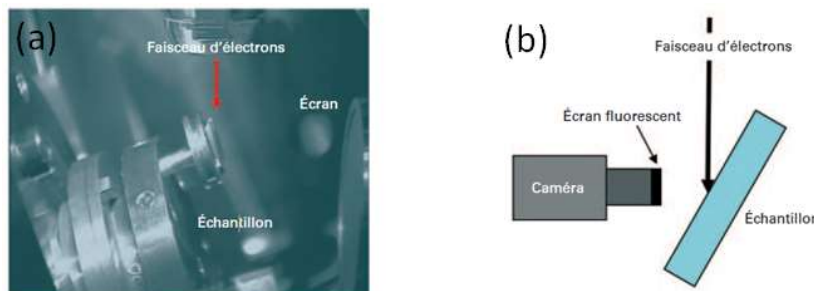 (a)
Faisceau d'électrons
Écran
Échantillon
(b)
Faisceau d'électrons
Écran fluorescent
Caméra
Échantillon